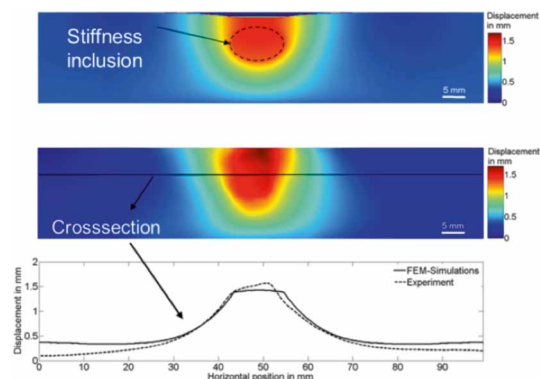 Displacement
in mm
Stiffness
inclusion
1.5
1
0.5
0
5 mm
Displacement
in mm
1.5
1
0.5
0
5 mm
Crosssection
Displacement in mm
2
1.5
1
0.5
0
FEM-Simulations
Experiment
0 10 20 30 40 50 60 70 80 90
Horizontal position in mm